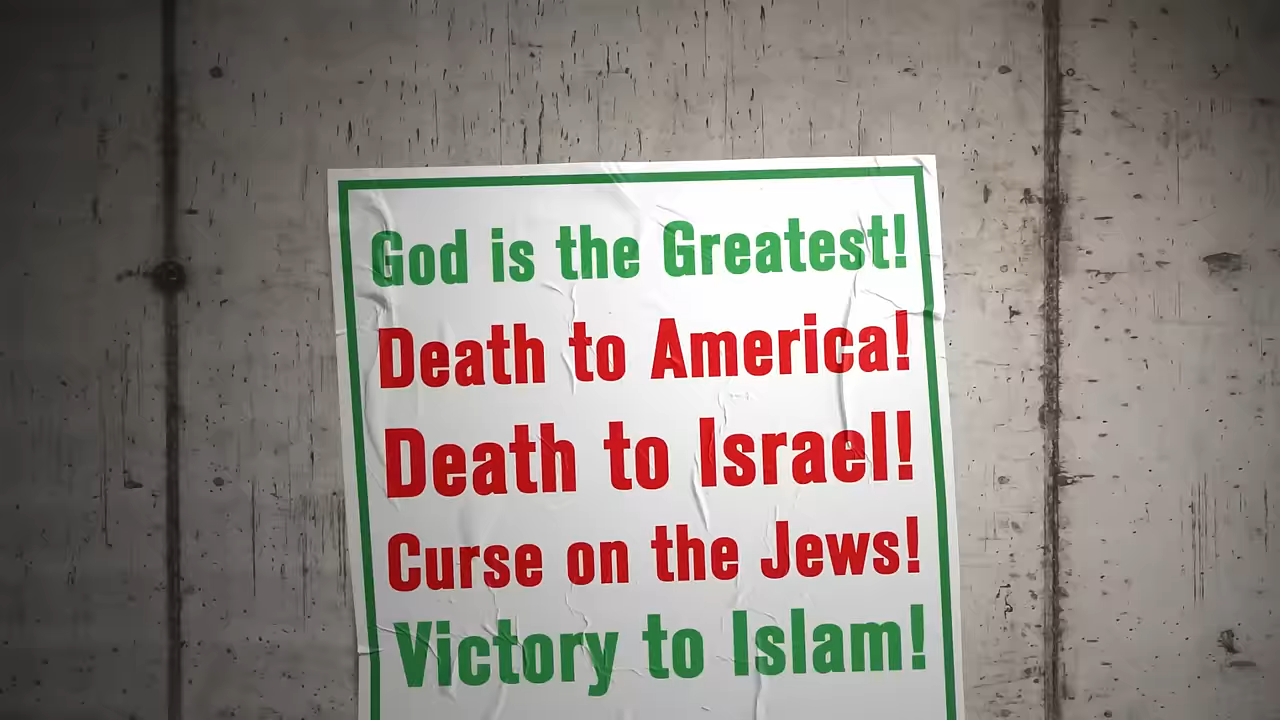 God is the Greatest!
Death to America!
Death to Israel!
Curse on the Jews!
Victory to Islam!